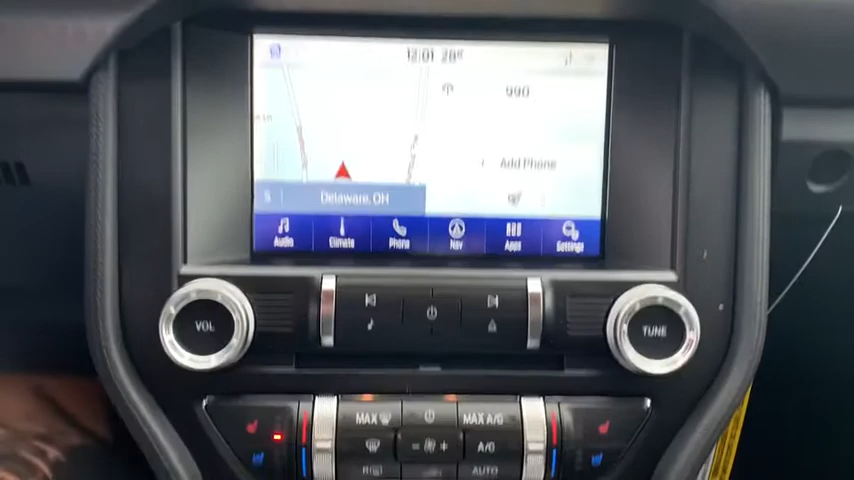 12:01 28°
990
Add Phone
S
Delaware, OH
Audio Climate Phone Nav Apps Settings
VOL
TUNE
MAX MAX A/C
A/C
AUTO